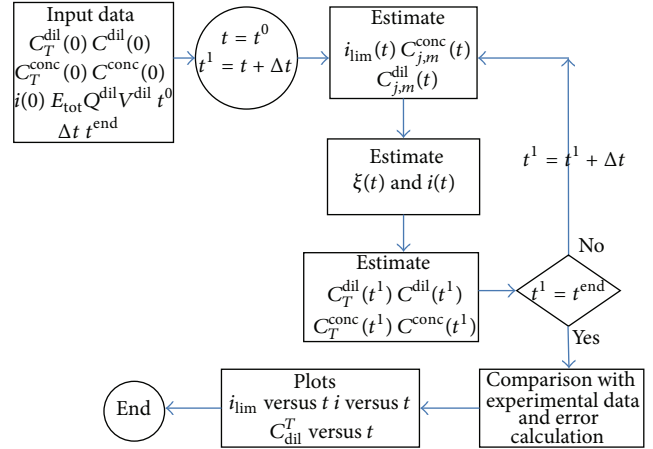 Input data
C_T^dil(0) C^dil(0)
C_T^conc(0) C^conc(0)
i(0) E_tot Q^dil V^dil t^0
Δt t^end
t = t^0
t^1 = t + Δt
Estimate
i_lim(t) C_{j,m}^conc(t)
C_{j,m}^dil(t)
Estimate
ξ(t) and i(t)
Estimate
C_T^dil(t^1) C^dil(t^1)
C_T^conc(t^1) C^conc(t^1)
t^1 = t^end
No
t^1 = t^1 + Δt
Yes
Comparison with
experimental data
and error
calculation
Plots
i_lim versus t i versus t
C_dil^T versus t
End